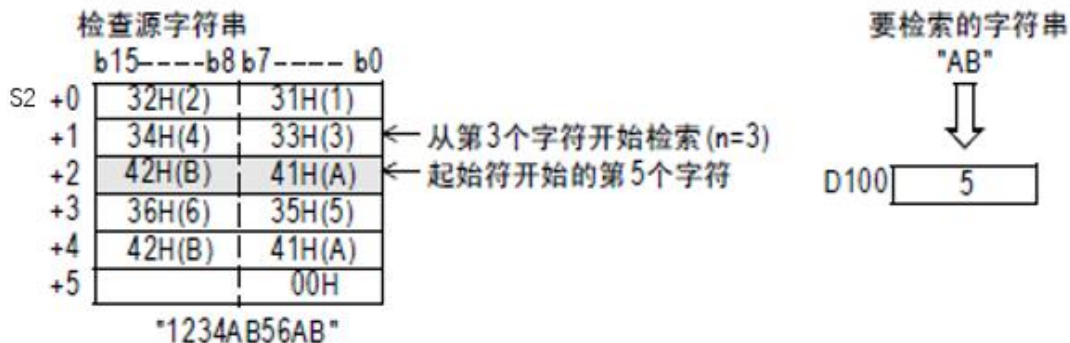 检查源字符串
要检索的字符串
b15----b8 b7---- b0
"AB"
S2 +0 32H(2) 31H(1)
+1 34H(4) 33H(3) 从第3个字符开始检索(n=3)
+2 42H(B) 41H(A) 起始符开始的第5个字符
D100 5
+3 36H(6) 35H(5)
+4 42H(B) 41H(A)
+5 00H
"1234AB56AB"